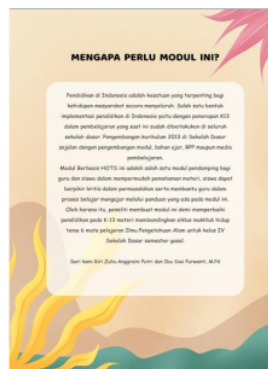 MENGAPA PERLU MODUL INI?
Pendidikan di Indonesia adalah kesatuan yang terpenting bagi
kehidupan masyarakat secara menyeluruh. Salah satu bentuk
implementasi pendidikan di Indonesia yaitu dengan penerapan K13
dalam pembelajaran yang saat ini sudah diberlakukan di seluruh
sekolah dasar. Pengembangan kurikulum 2013 di Sekolah Dasar
sejalan dengan pengembangan modul, bahan ajar, RPP maupun media
pembelajaran.
Modul Berbasis HOTS ini adalah salah satu modul pendamping bagi
guru dan siswa dalam mempermudah pemahaman materi, siswa dapat
berpikir kritis dalam permasalahan serta membantu guru dalam
proses belajar mengajar melalui panduan yang ada pada modul ini.
Oleh karena itu, peneliti membuat modul ini demi memperbaiki
pendidikan pada K-13 materi membandingkan siklus makhluk hidup
tema 6 mata pelajaran Ilmu Pengetahuan Alam untuk kelas IV
Sekolah Dasar semester gasal.
Dari kami Siri Zulia Anggraini Putri dan Ibu Sisi Purwanti, M.Pd